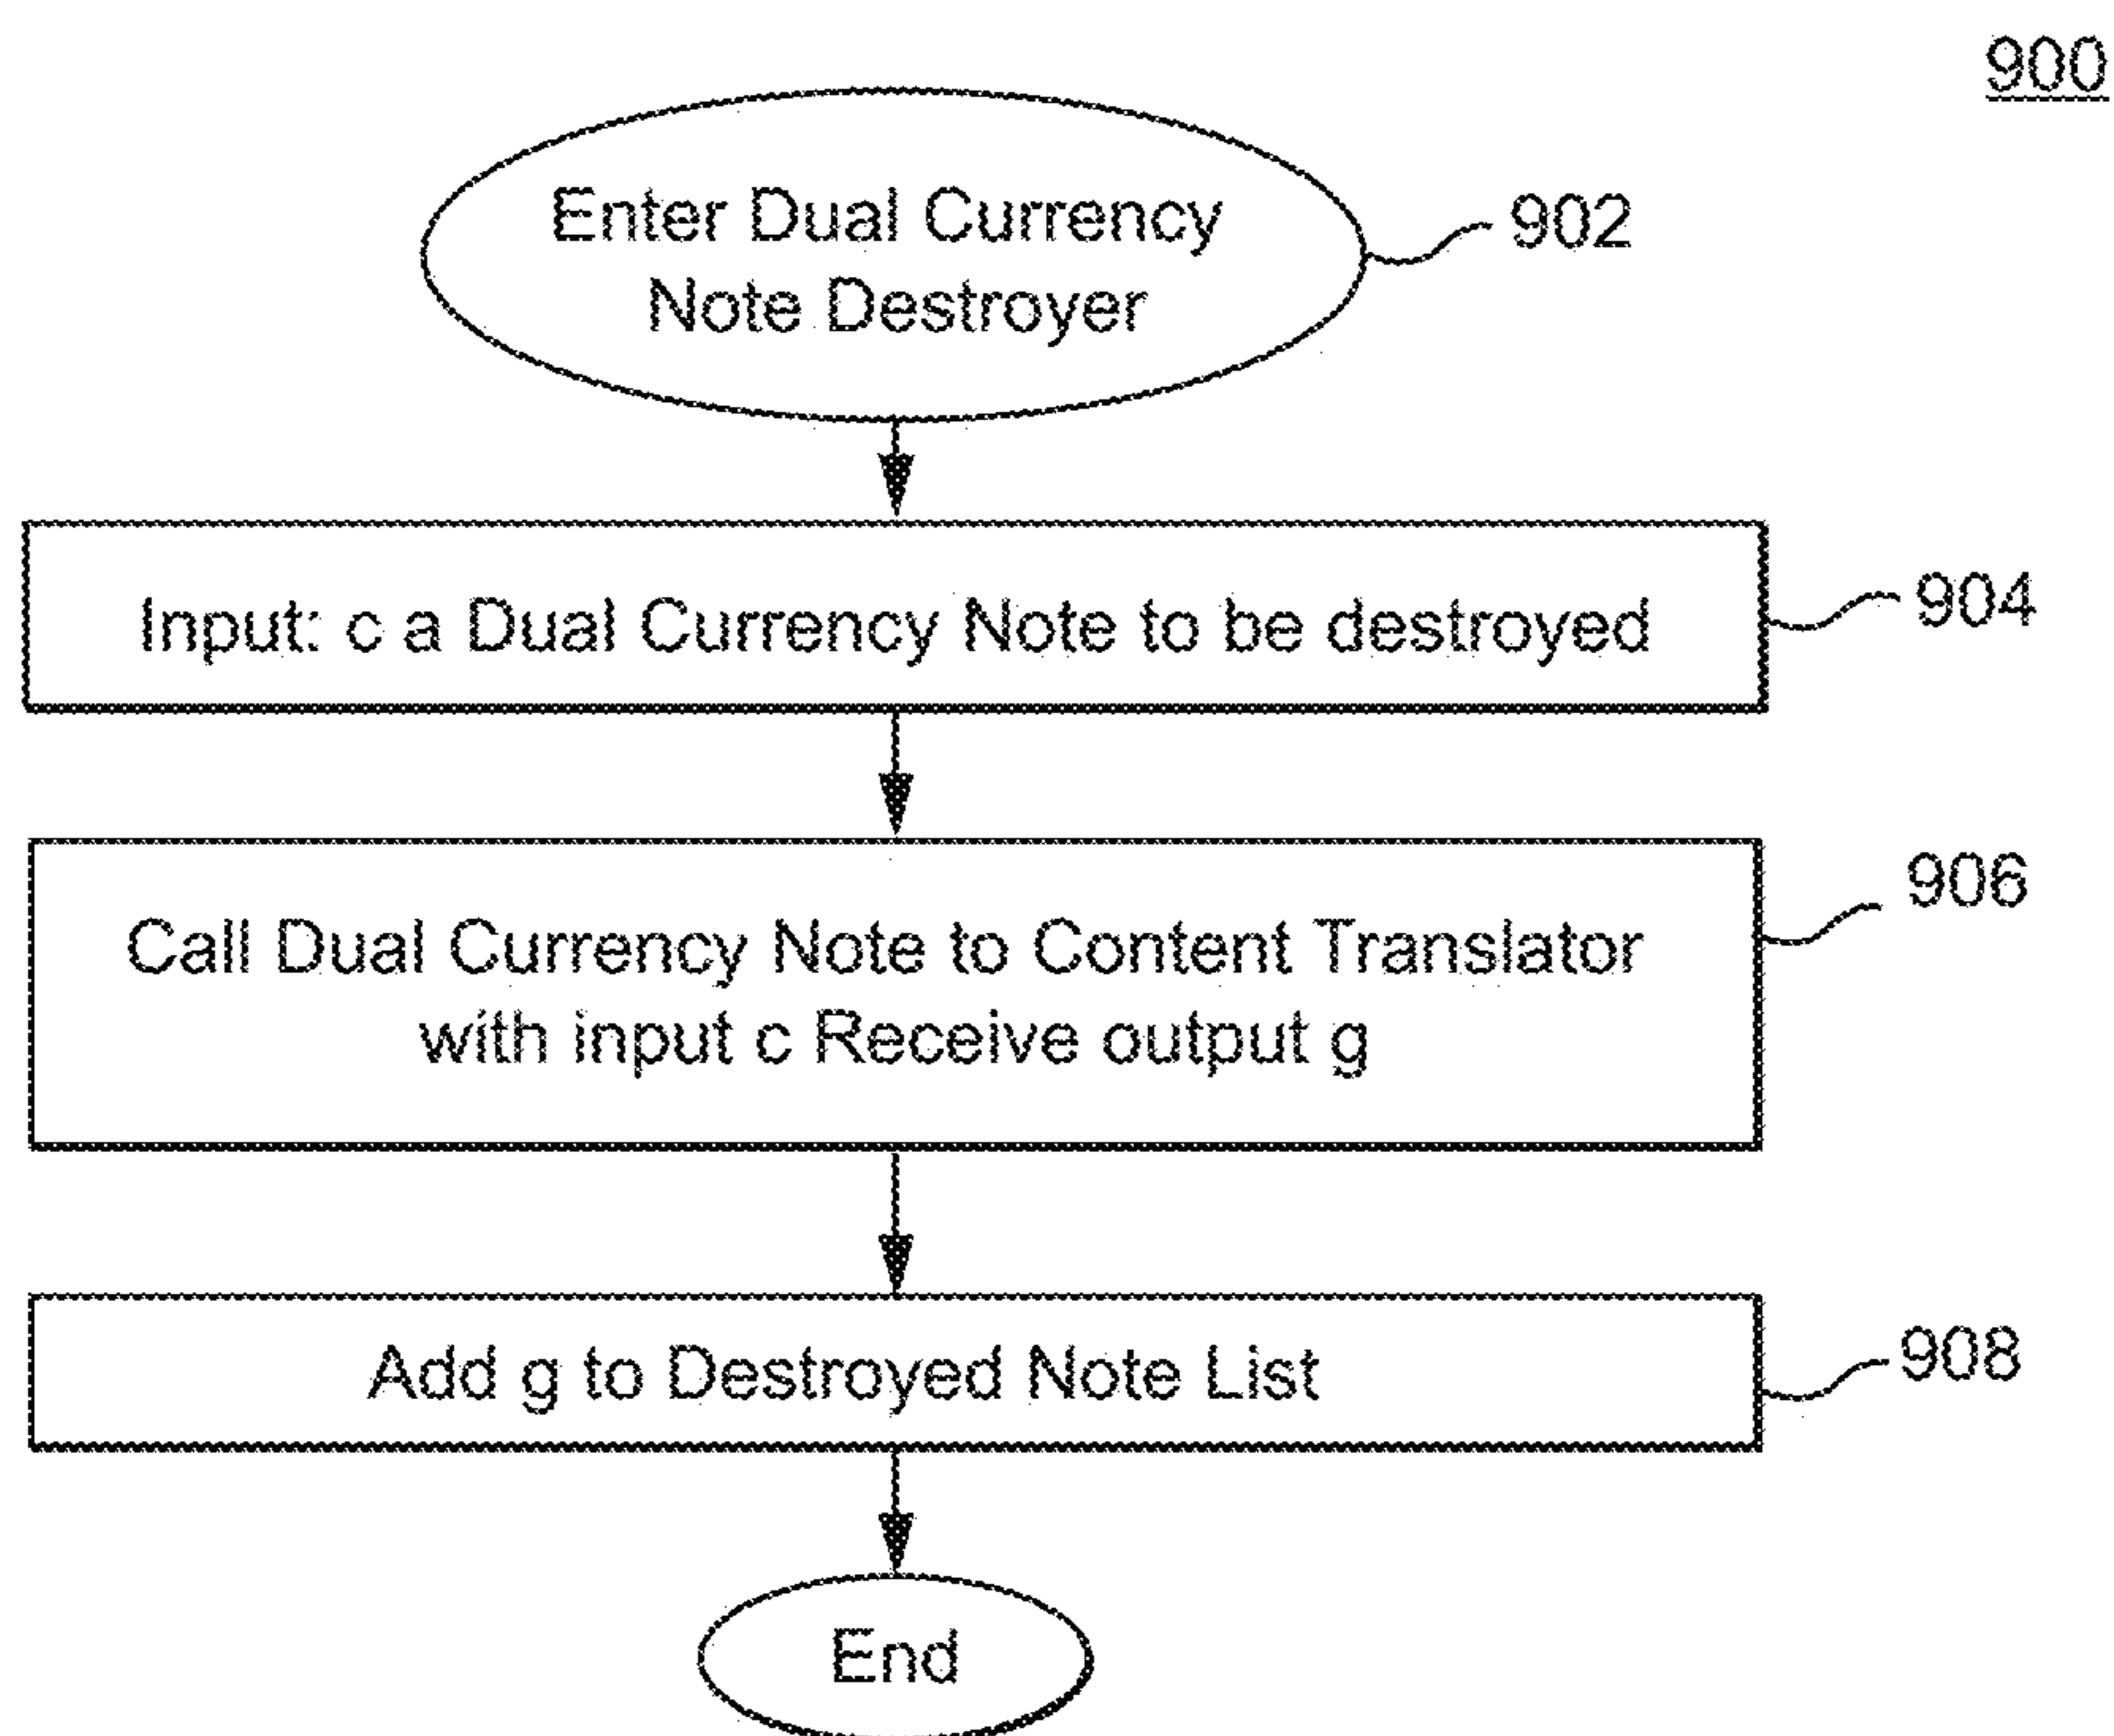 900
Enter Dual Currency
Note Destroyer
902
Input: c a Dual Currency Note to be destroyed
904
906
Call Dual Currency Note to Content Translator
with input c Receive output g
Add g to Destroyed Note List
908
End